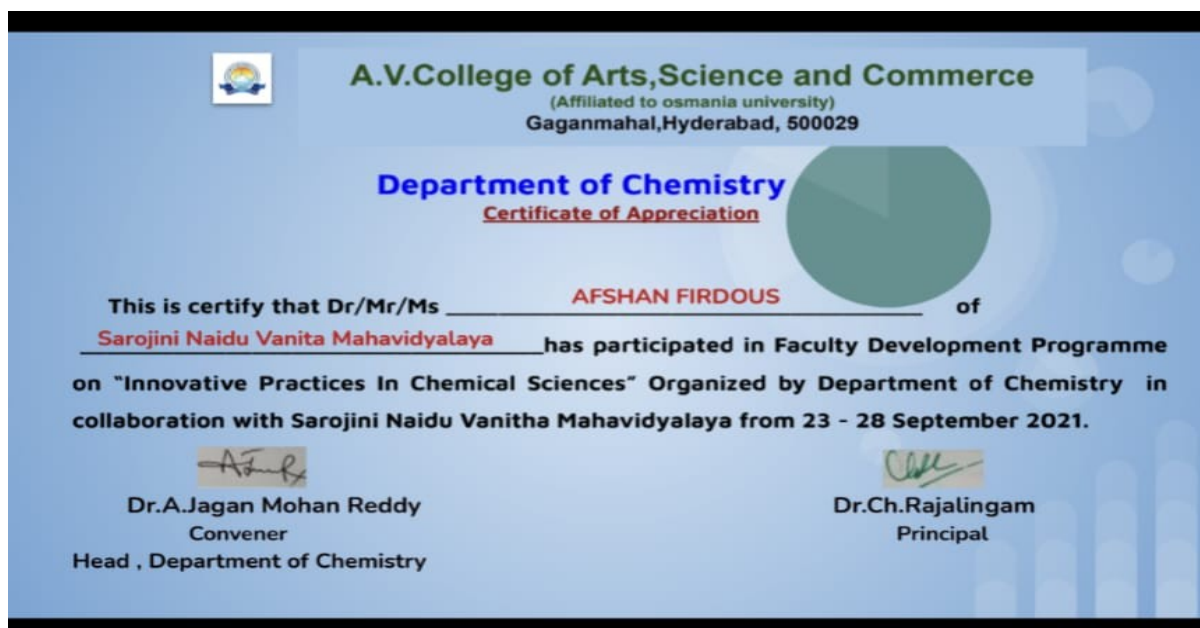 A.V.College of Arts,Science and Commerce
(Affiliated to osmania university)
Gaganmahal,Hyderabad, 500029
Department of Chemistry
Certificate of Appreciation
This is certify that Dr/Mr/Ms AFSHAN FIRDOUS of
Sarojini Naidu Vanita Mahavidyalaya has participated in Faculty Development Programme
on "Innovative Practices In Chemical Sciences" Organized by Department of Chemistry in
collaboration with Sarojini Naidu Vanitha Mahavidyalaya from 23 - 28 September 2021.
Dr.A.Jagan Mohan Reddy
Convener
Head , Department of Chemistry
Dr.Ch.Rajalingam
Principal